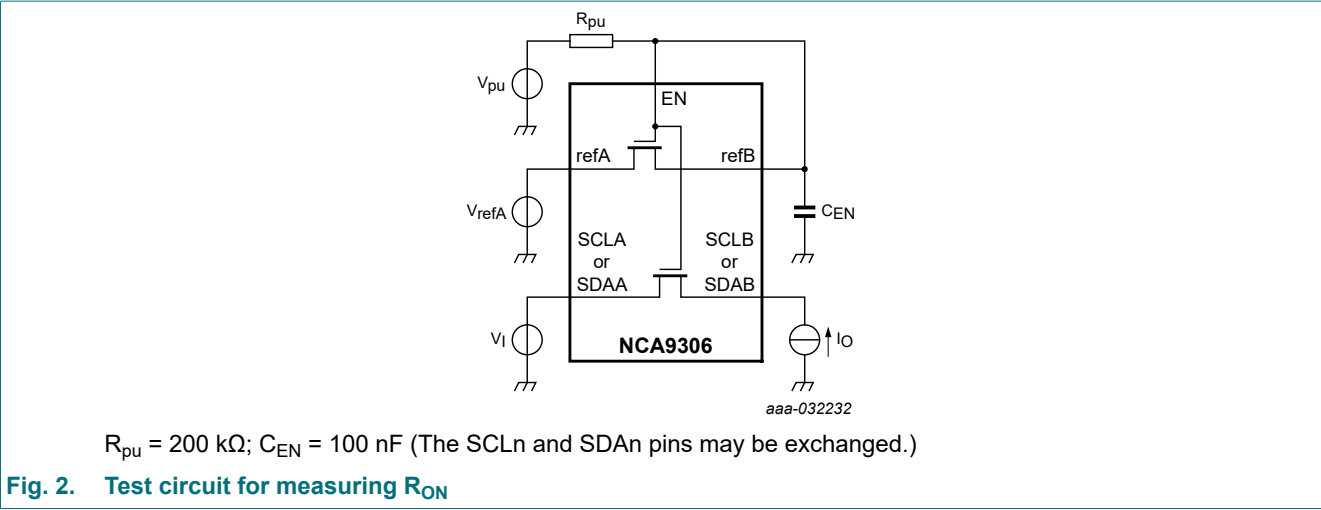 Rpu
Vpu
EN
refA
refB
VrefA
CEN
SCLA
or
SDAA
SCLB
or
SDAB
VI
NCA9306
IO
aaa-032232
Rpu = 200 kΩ; CEN = 100 nF (The SCLn and SDAn pins may be exchanged.)
Fig. 2. Test circuit for measuring RON